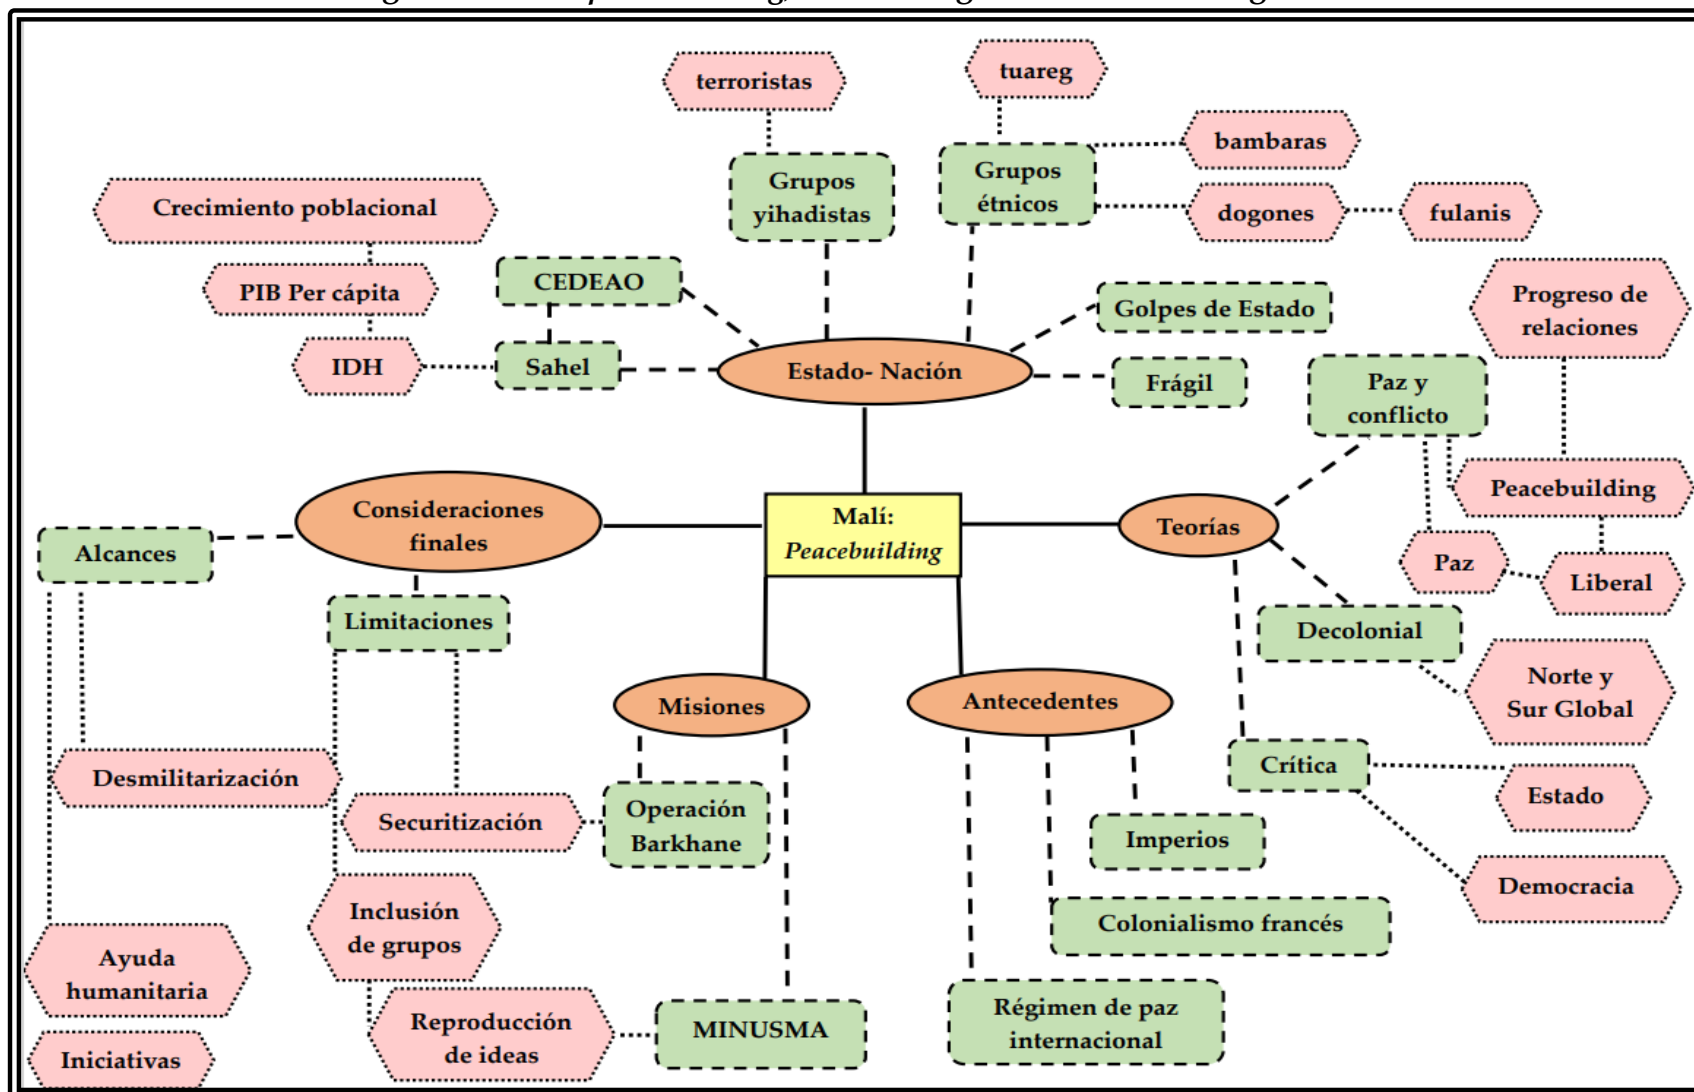 terroristas
tuareg
bambaras
Grupos
yihadistas
Grupos
étnicos
dogones
fulanis
Crecimiento poblacional
PIB Per cápita
IDH
CEDEAO
Sahel
Estado- Nación
Golpes de Estado
Frágil
Progreso de
relaciones
Paz y
conflicto
Peacebuilding
Paz
Liberal
Consideraciones
finales
Malí:
Peacebuilding
Teorías
Alcances
Limitaciones
Decolonial
Norte y
Sur Global
Misiones
Antecedentes
Crítica
Estado
Democracia
Desmilitarización
Securitización
Operación
Barkhane
Imperios
Colonialismo francés
Inclusión
de grupos
Ayuda
humanitaria
Iniciativas
Reproducción
de ideas
MINUSMA
Régimen de paz
internacional